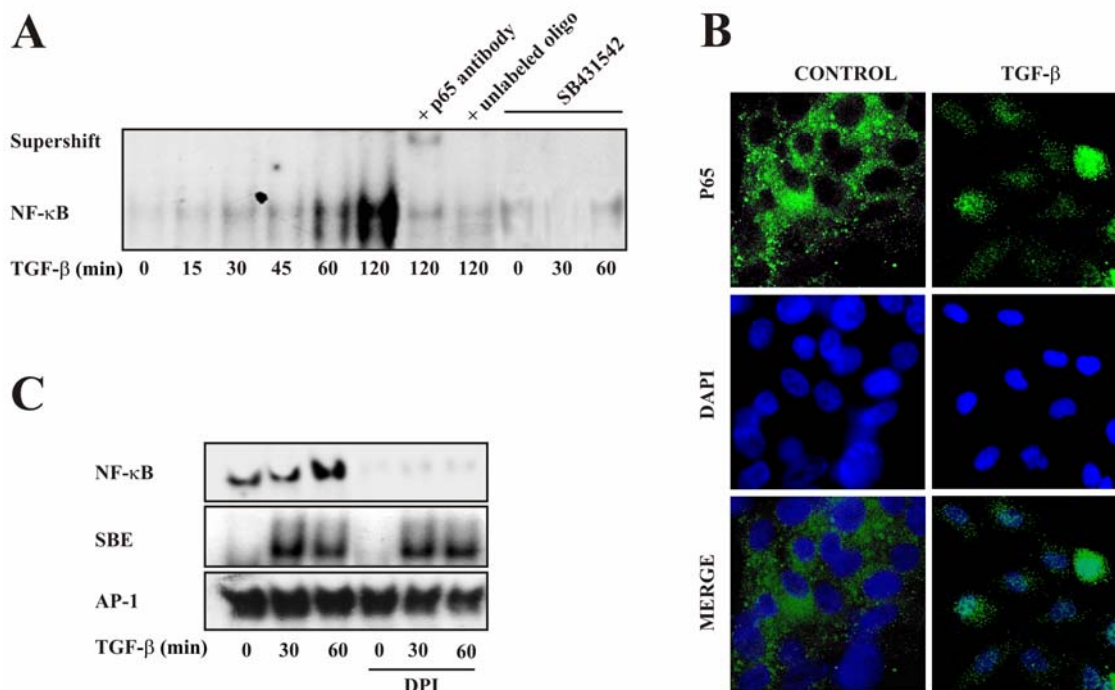 A
+ p65 antibody
+ unlabeled oligo
SB431542
Supershift
NF-κB
TGF-β (min) 0 15 30 45 60 120 120 120 0 30 60
B
CONTROL TGF-β
P65
DAPI
MERGE
C
NF-κB
SBE
AP-1
TGF-β (min) 0 30 60 0 30 60
DPI